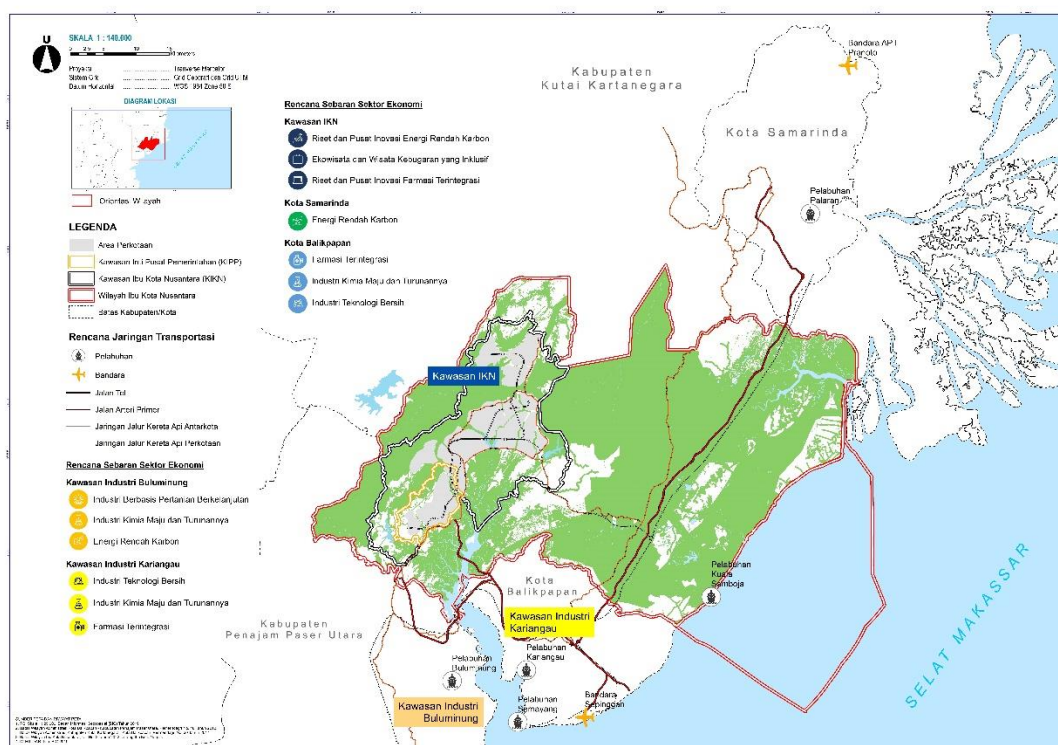 U
SKALA 1 : 140.000
Proyeksi
Transverse Mercator
Sistem Grid
Datum Horizontal
DIAGRAM LOKASI
Orientasi Wilayah
LEGENDA
Area Perkotaan
Kawasan Inti Pusat Pemerintahan (KIPP)
Kawasan Ibu Kota Nusantara (KIKN)
Wilayah Ibu Kota Nusantara
Batas Kabupaten/Kota
Rencana Jaringan Transportasi
Pelabuhan
Bandara
Jalan Tol
Jalan Arteri Primer
Jaringan Jalur Kereta Api Antarkota
Jaringan Jalur Kereta Api Perkotaan
Rencana Sebaran Sektor Ekonomi
Kawasan Industri Buluminung
Industri Berbasis Pertanian Berkelanjutan
Industri Kimia Maju dan Turunannya
Energi Rendah Karbon
Kawasan Industri Kariangau
Industri Teknologi Bersih
Industri Kimia Maju dan Turunannya
Farmasi Terintegrasi
Rencana Sebaran Sektor Ekonomi
Kawasan IKN
Riset dan Pusat Inovasi Energi Rendah Karbon
Ekowisata dan Wisata Kebugaran yang Inklusif
Riset dan Pusat Inovasi Farmasi Terintegrasi
Kota Samarinda
Energi Rendah Karbon
Kota Balikpapan
Farmasi Terintegrasi
Industri Kimia Maju dan Turunannya
Industri Teknologi Bersih
Kabupaten
Kutai Kartanegara
Bandara APT
Pranoto
Kota Samarinda
Pelabuhan
Palaran
Kawasan IKN
Pelabuhan
Kuala
Samboja
Kota
Balikpapan
Kawasan Industri
Kariangau
Kabupaten
Penajam Paser Utara
Pelabuhan
Buluminung
Pelabuhan
Kariangau
Kawasan Industri
Buluminung
Pelabuhan
Semayang
Bandara
Sepinggan
SELAT MAKASSAR